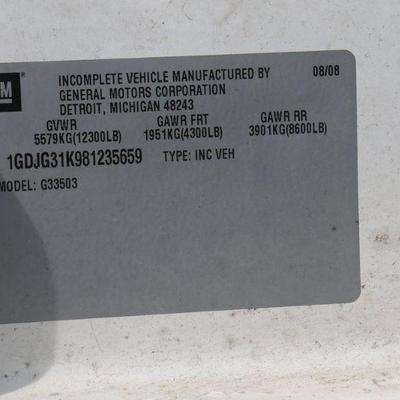 GM
INCOMPLETE VEHICLE MANUFACTURED BY 08/08
GENERAL MOTORS CORPORATION
DETROIT, MICHIGAN 48243
GVWR GAWR FRT GAWR RR
5579KG(12300LB) 1951KG(4300LB) 3901KG(8600LB)
1GDJG31K981235659 TYPE: INC VEH
MODEL: G33503